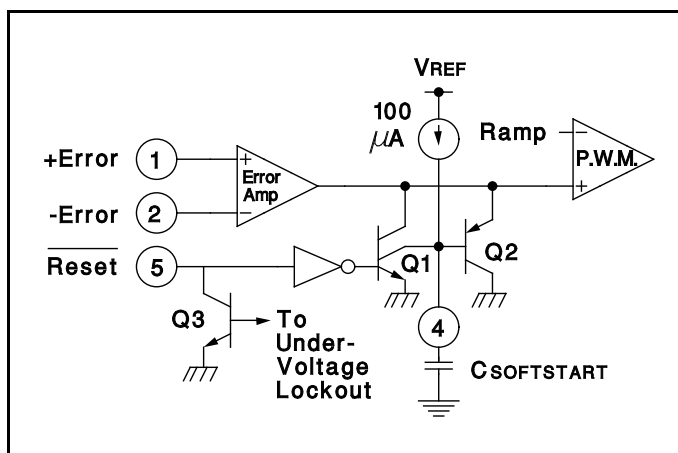 VREF
100
µA
Ramp
P.W.M.
+Error
1
+
Error
Amp
-
-
+
-Error
2
Reset
5
Q1
Q2
Q3
To
Under-
Voltage
Lockout
4
CSOFTSTART